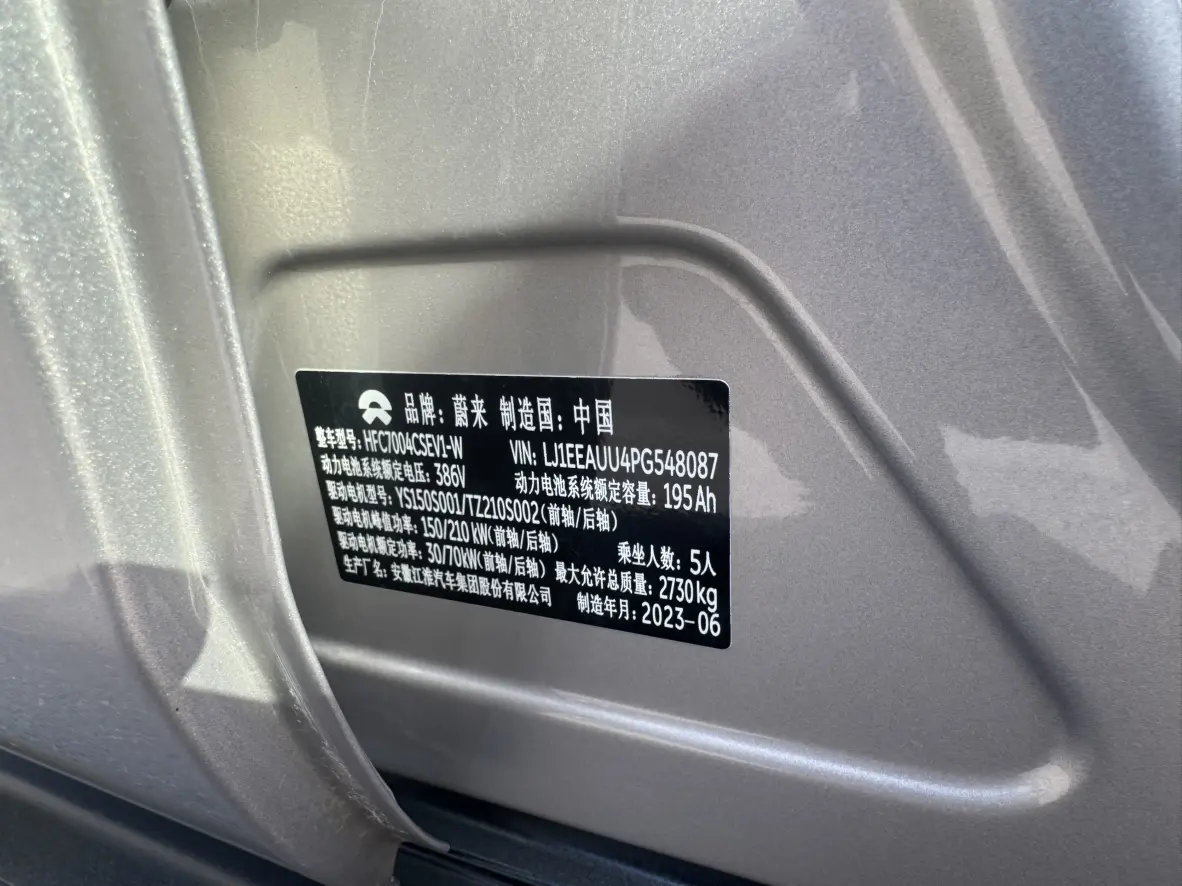 品牌：蔚来 制造国：中国
整车型号：HFC7004CSEV1-W VIN：LJ1EEAUU4PG548087
动力电池系统额定电压：386V 动力电池系统额定容量：195Ah
驱动电机型号：YS150S001/TZ210S002(前轴/后轴)
驱动电机峰值功率：150/210 kW(前轴/后轴) 乘坐人数：5人
驱动电机额定功率：30/70kW(前轴/后轴) 最大允许总质量：2730kg
生产厂名：安徽江淮汽车集团股份有限公司 制造年月：2023-06